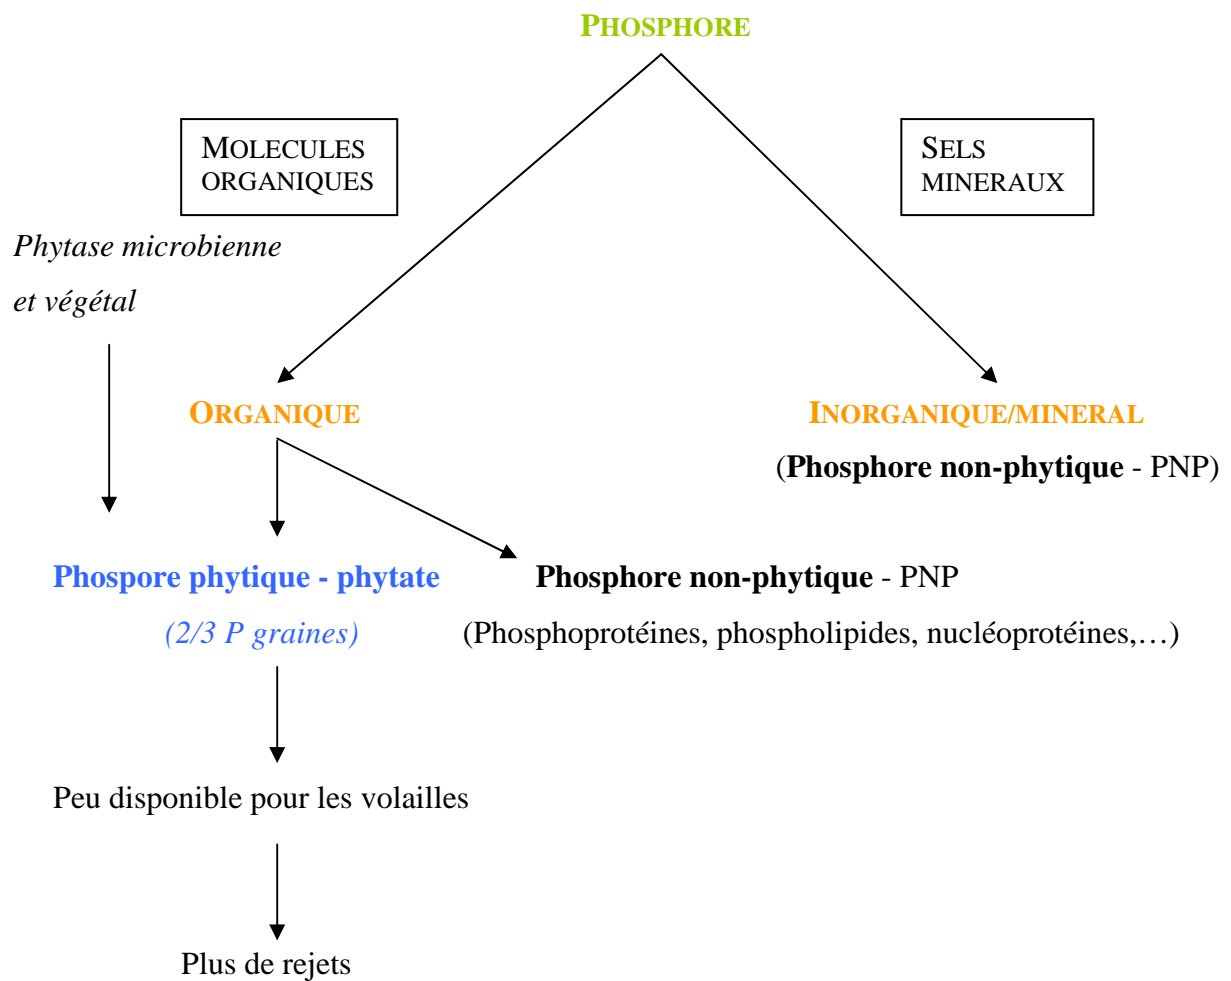 PHOSPHORE
MOLECULES
ORGANIQUES
SELS
MINERAUX
Phytase microbienne
et végétal
ORGANIQUE
INORGANIQUE/MINERAL
(Phosphore non-phytique - PNP)
Phospore phytique - phytate
Phosphore non-phytique - PNP
(2/3 P graines)
(Phosphoprotéines, phospholipides, nucléoprotéines,…)
Peu disponible pour les volailles
Plus de rejets